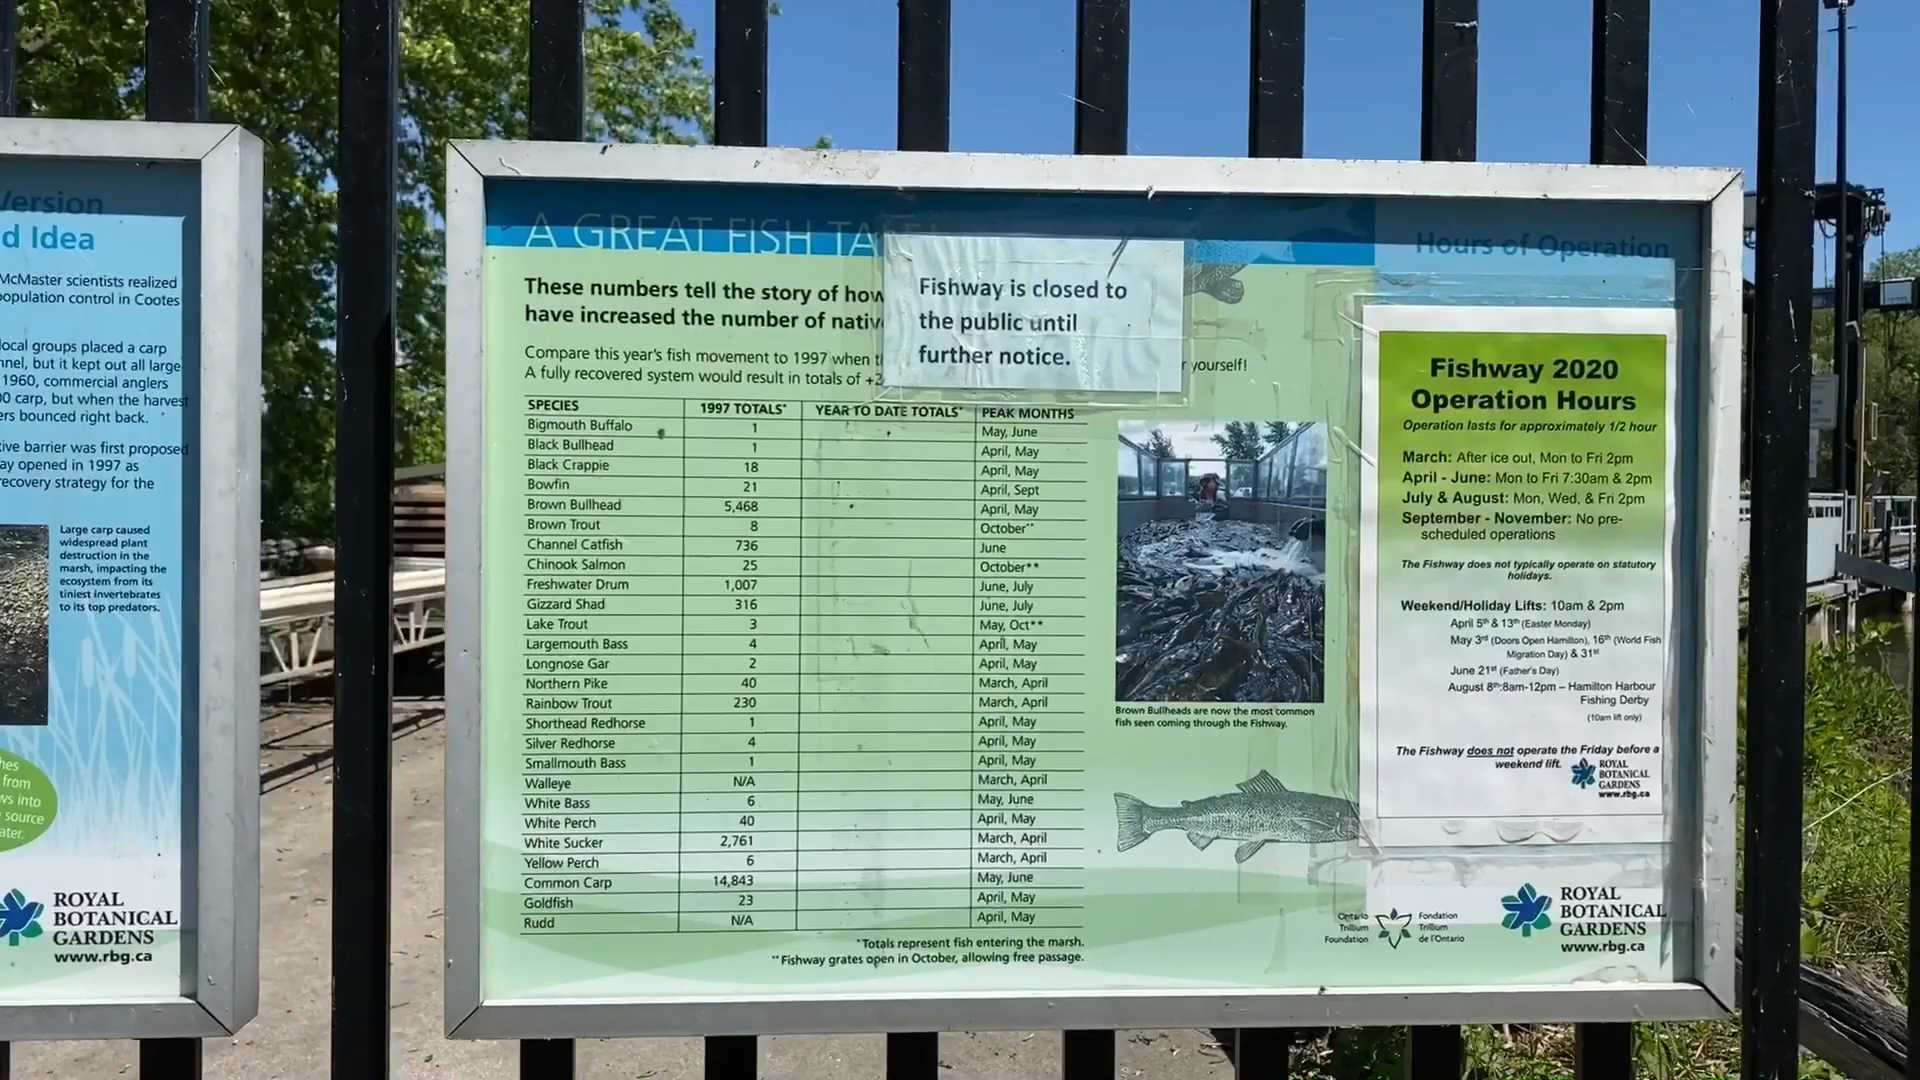 Version
d Idea
McMaster scientists realized
population control in Cootes
local groups placed a carp
nnel, but it kept out all large
1960, commercial anglers
00 carp, but when the harvest
ers bounced right back.
tive barrier was first proposed
ay opened in 1997 as
recovery strategy for the
Large carp caused
widespread plant
destruction in the
marsh, impacting the
ecosystem from its
tiniest invertebrates
to its top predators.
hes
from
ws into
source
ater.
ROYAL
BOTANICAL
GARDENS
www.rbg.ca
A GREAT FISH TA
These numbers tell the story of how
have increased the number of nativ
Compare this year's fish movement to 1997 when t r yourself!
A fully recovered system would result in totals of +2
Fishway is closed to
the public until
further notice.
SPECIES 1997 TOTALS* YEAR TO DATE TOTALS* PEAK MONTHS
Bigmouth Buffalo 1 May, June
Black Bullhead 1 April, May
Black Crappie 18 April, May
Bowfin 21 April, Sept
Brown Bullhead 5,468 April, May
Brown Trout 8 October**
Channel Catfish 736 June
Chinook Salmon 25 October**
Freshwater Drum 1,007 June, July
Gizzard Shad 316 June, July
Lake Trout 3 May, Oct**
Largemouth Bass 4 April, May
Longnose Gar 2 April, May
Northern Pike 40 March, April
Rainbow Trout 230 March, April
Shorthead Redhorse 1 April, May
Silver Redhorse 4 April, May
Smallmouth Bass 1 April, May
Walleye N/A March, April
White Bass 6 May, June
White Perch 40 April, May
White Sucker 2,761 March, April
Yellow Perch 6 March, April
Common Carp 14,843 May, June
Goldfish 23 April, May
Rudd N/A April, May
*Totals represent fish entering the marsh.
**Fishway grates open in October, allowing free passage.
Brown Bullheads are now the most common
fish seen coming through the Fishway.
Hours of Operation
Fishway 2020
Operation Hours
Operation lasts for approximately 1/2 hour
March: After ice out, Mon to Fri 2pm
April - June: Mon to Fri 7:30am & 2pm
July & August: Mon, Wed, & Fri 2pm
September - November: No pre-
scheduled operations
The Fishway does not typically operate on statutory
holidays.
Weekend/Holiday Lifts: 10am & 2pm
April 5th & 13th (Easter Monday)
May 3rd (Doors Open Hamilton), 16th (World Fish
Migration Day) & 31st
June 21st (Father's Day)
August 8th:8am-12pm – Hamilton Harbour
Fishing Derby
(10am lift only)
The Fishway does not operate the Friday before a
weekend lift.
ROYAL
BOTANICAL
GARDENS
www.rbg.ca
Ontario
Trillium
Foundation
Fondation
Trillium
de l'Ontario
ROYAL
BOTANICAL
GARDENS
www.rbg.ca